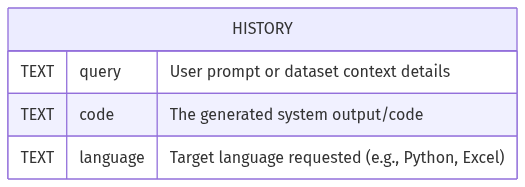 HISTORY
TEXT query User prompt or dataset context details
TEXT code The generated system output/code
TEXT language Target language requested (e.g., Python, Excel)